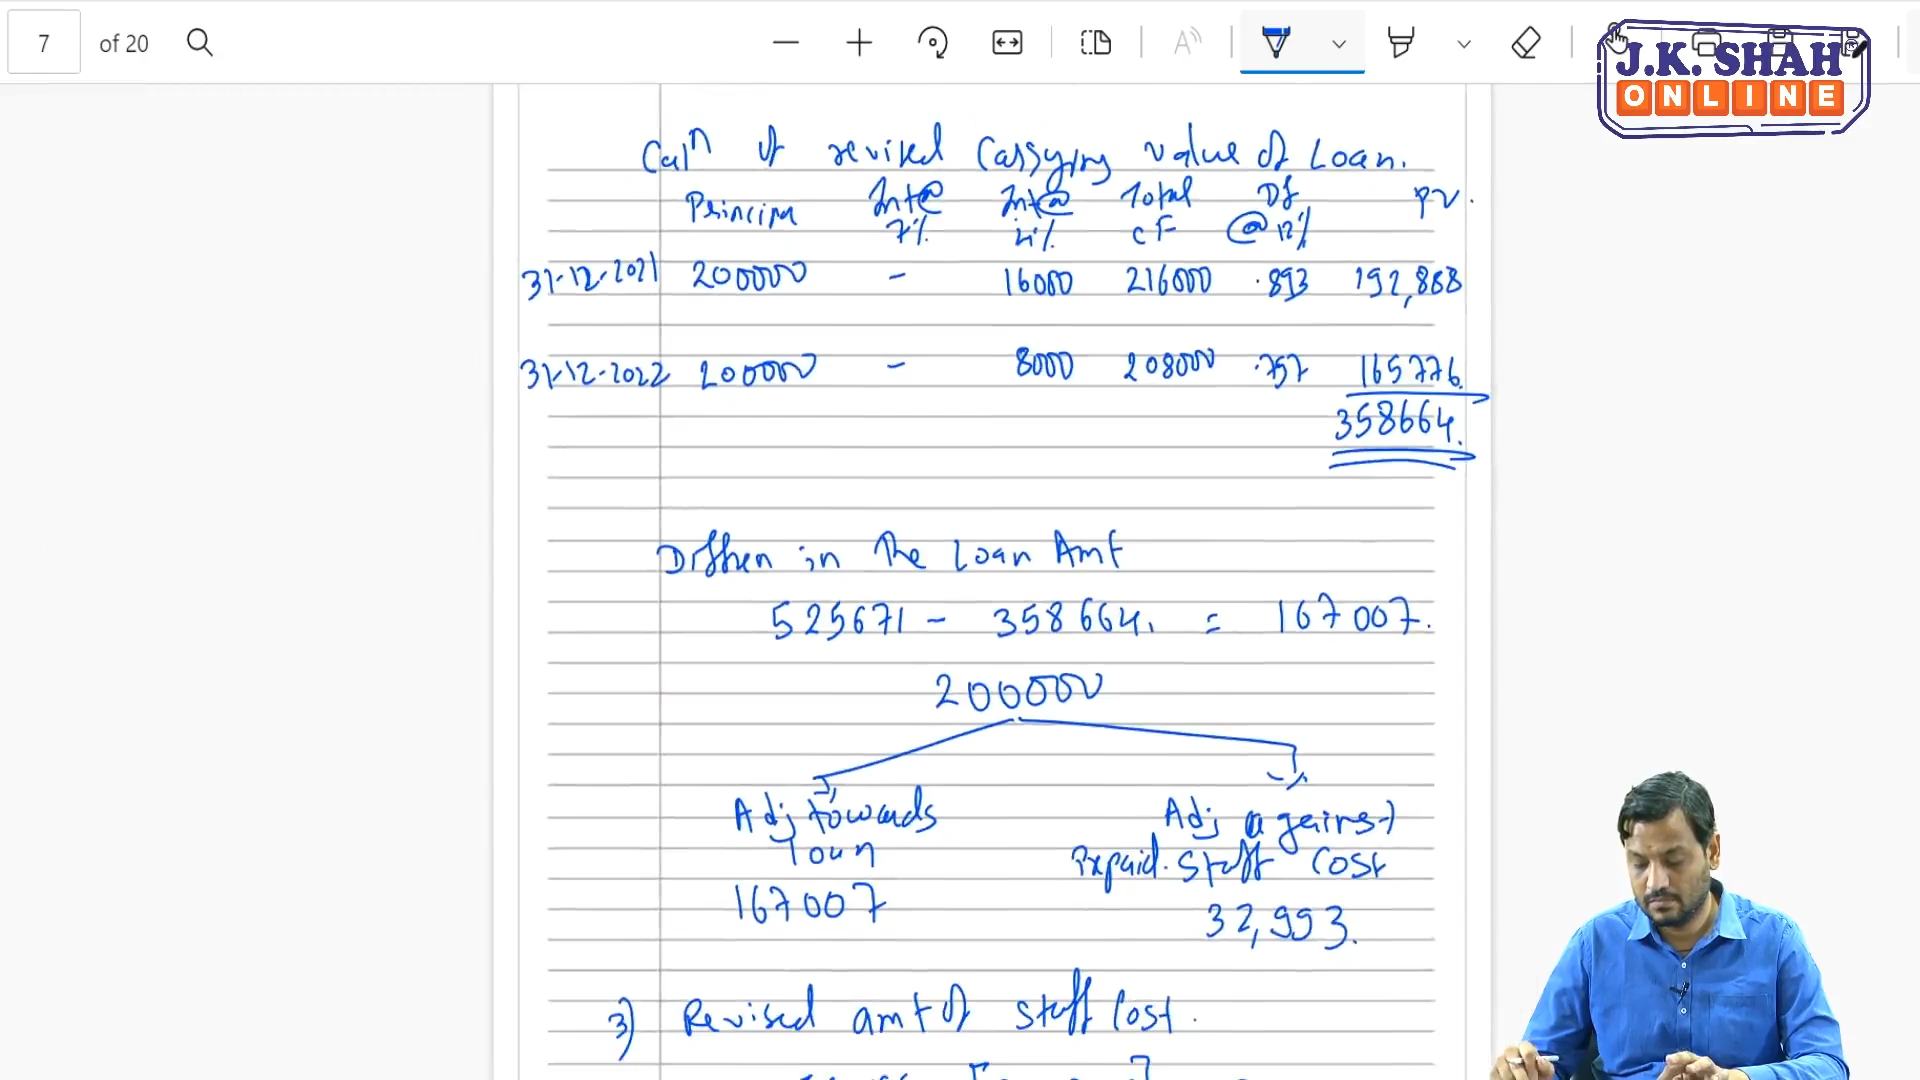 7 of 20
J.K. SHAH
ONLINE
Calⁿ of revised Carrying value of Loan.
Principa Int@ 7% Int@ 4% Total CF Df @12% PV.
31-12-2021 200000 - 16000 216000 .893 192,888
31-12-2022 200000 - 8000 208000 .797 165776.
358664.
in the Loan Amt
525671 - 358664. = 167007.
200000
Adj towards Adj against
loan Prepaid. Staff Cost
167007 32,993.
3) Revised amt of Staff Cost.